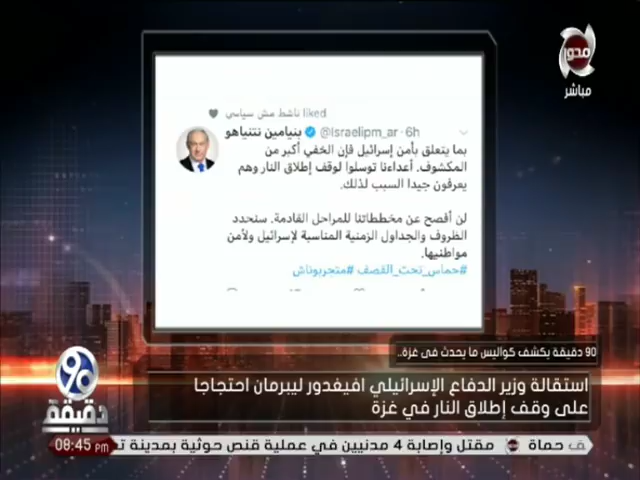 محور
مباشر
ناشط مش سياسي liked
بنيامين نتنياهو @Israelipm_ar · 6h
بما يتعلق بأمن إسرائيل فإن الخفي أكبر من
المكشوف. أعداءنا توسلوا لوقف إطلاق النار وهم
يعرفون جيدا السبب لذلك.
لن أفصح عن مخططاتنا للمراحل القادمة. سنحدد
الظروف والجداول الزمنية المناسبة لإسرائيل ولأمن
مواطنيها.
#حماس_تحت_القصف #متجربوناش
90 دقيقة يكشف كواليس ما يحدث فى غزة..
استقالة وزير الدفاع الإسرائيلي افيغدور ليبرمان احتجاجا
على وقف إطلاق النار في غزة
90
دقيقة
حماة
مقتل وإصابة 4 مدنيين في عملية قنص حوثية بمدينة
08:45 pm